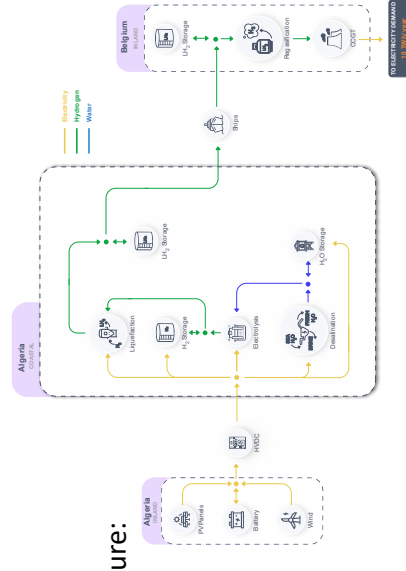 ure:
Algeria
INLAND
PV Panels
Battery
Wind
HVDC
Algeria
COASTAL
Liquefaction
H2 Storage
Electrolysis
Desalination
LH2 Storage
H2O Storage
Electricity
Hydrogen
Water
Ships
Belgium
INLAND
LH2 Storage
Regasification
CCGT
TO ELECTRICITY DEMAND